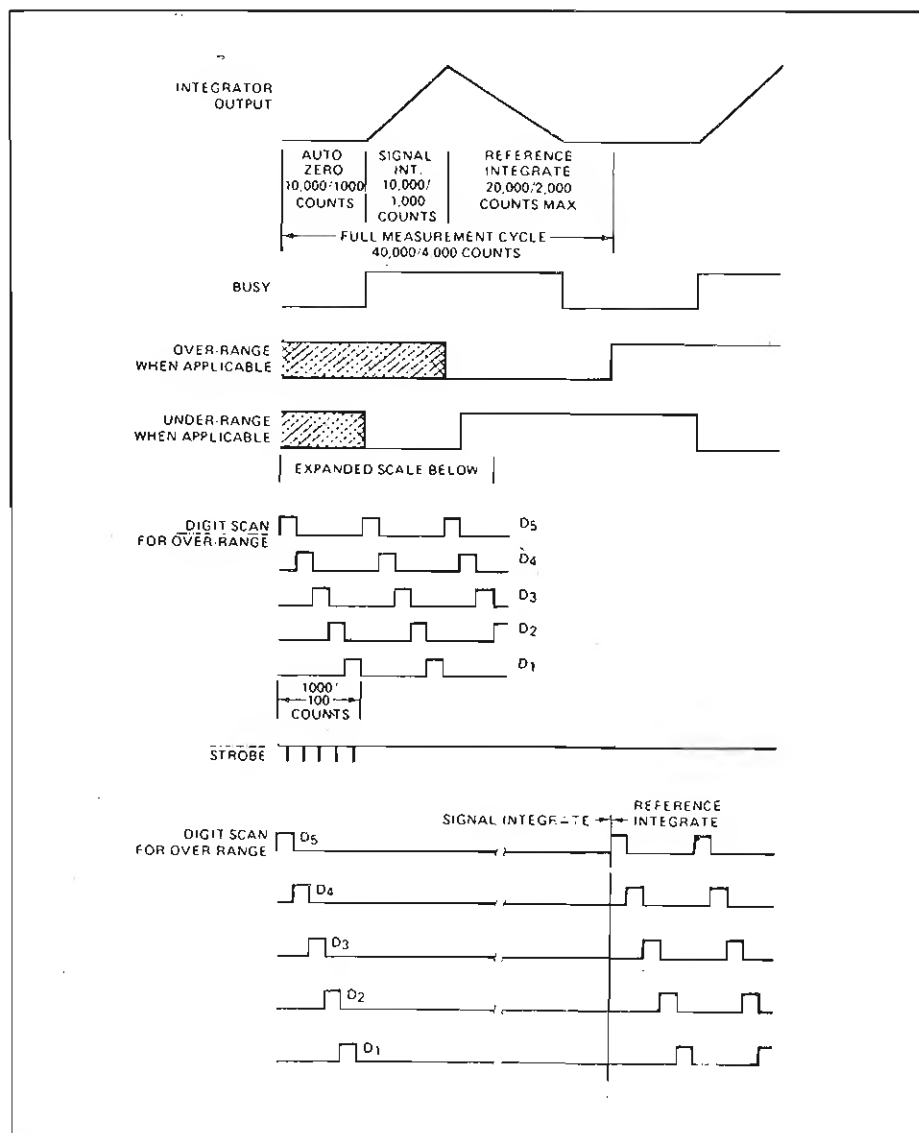 INTEGRATOR
OUTPUT
AUTO
ZERO
10,000/1000
COUNTS
SIGNAL
INT.
10,000/
1,000
COUNTS
REFERENCE
INTEGRATE
20,000/2,000
COUNTS MAX
FULL MEASUREMENT CYCLE
40,000/4,000 COUNTS
BUSY
OVER-RANGE
WHEN APPLICABLE
UNDER-RANGE
WHEN APPLICABLE
EXPANDED SCALE BELOW
DIGIT SCAN
FOR OVER-RANGE
D5
D4
D3
D2
D1
1000/
100
COUNTS
STROBE
SIGNAL INTEGRATE
REFERENCE
INTEGRATE
DIGIT SCAN
FOR OVER RANGE
D5
D4
D3
D2
D1